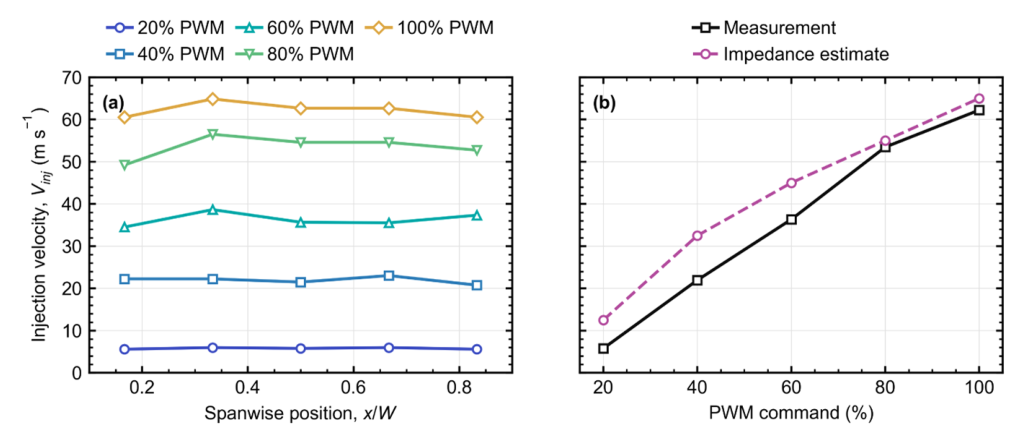 20% PWM 60% PWM 100% PWM
40% PWM 80% PWM
Measurement
Impedance estimate
(a)
70
60
50
40
30
20
10
0
Injection velocity, V_inj (m s⁻¹)
0.2 0.4 0.6 0.8
Spanwise position, x/W
(b)
20 40 60 80 100
PWM command (%)